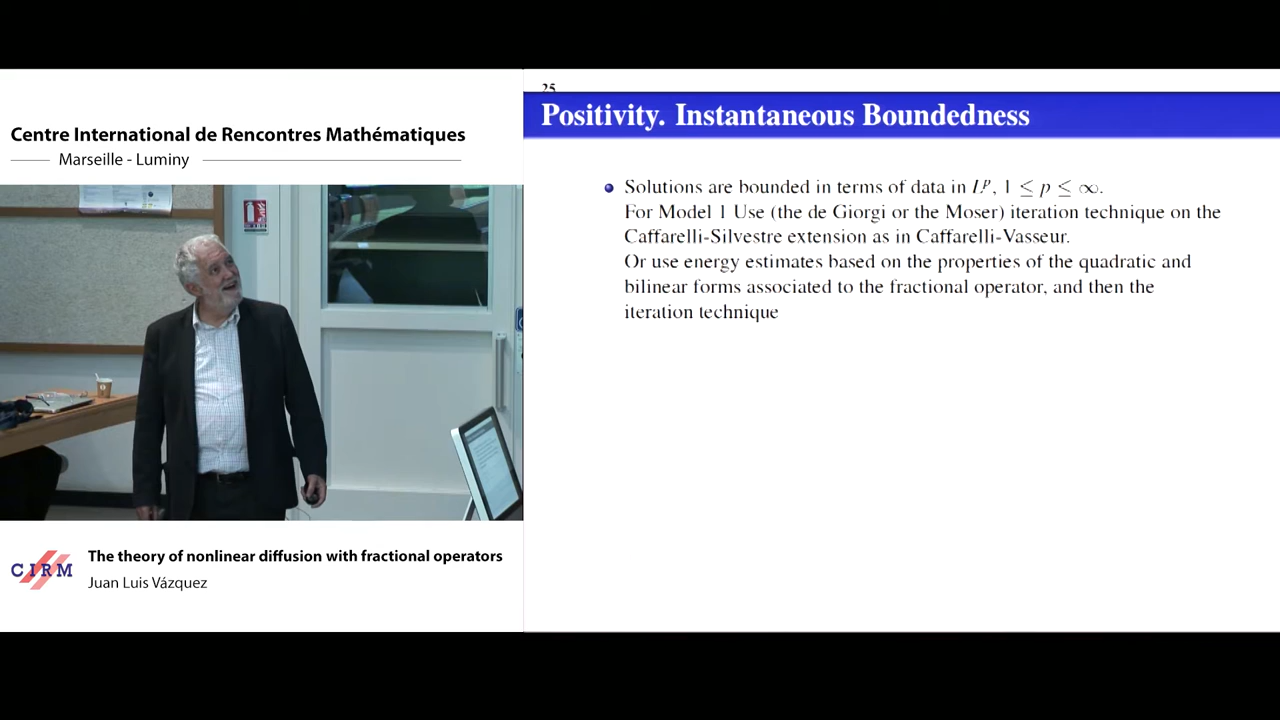 Centre International de Rencontres Mathématiques
Marseille - Luminy
25
Positivity. Instantaneous Boundedness
Solutions are bounded in terms of data in Lᵖ, 1 ≤ p ≤ ∞.
For Model 1 Use (the de Giorgi or the Moser) iteration technique on the
Caffarelli-Silvestre extension as in Caffarelli-Vasseur.
Or use energy estimates based on the properties of the quadratic and
bilinear forms associated to the fractional operator, and then the
iteration technique
CIRM
The theory of nonlinear diffusion with fractional operators
Juan Luis Vázquez